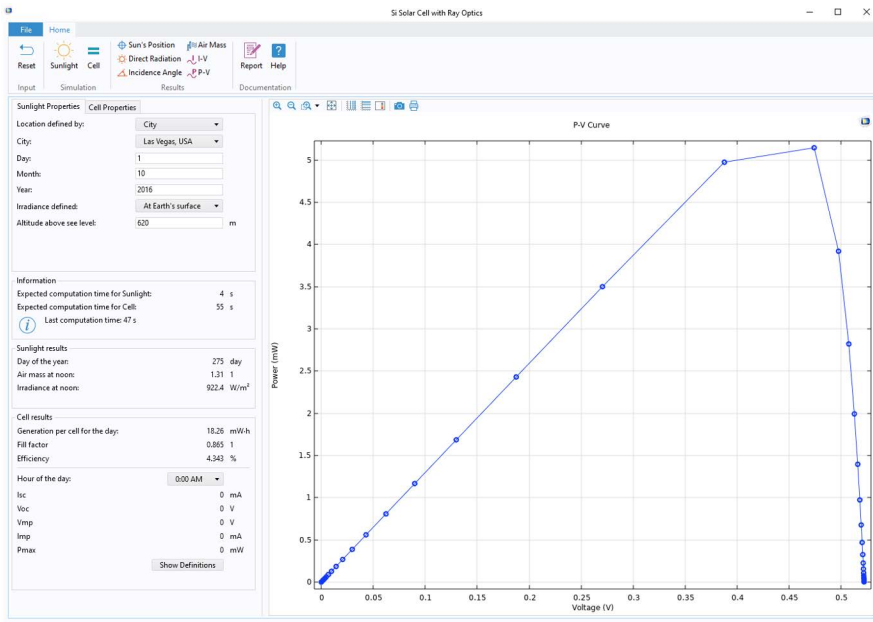 Si Solar Cell with Ray Optics
File Home
Reset
Sunlight
Cell
Sun's Position
Direct Radiation
Incidence Angle
Air Mass
I-V
P-V
Report
Help
Input
Simulation
Results
Documentation
Sunlight Properties Cell Properties
Location defined by: City
City: Las Vegas, USA
Day: 1
Month: 10
Year: 2016
Irradiance defined: At Earth's surface
Altitude above see level: 620 m
Information
Expected computation time for Sunlight: 4 s
Expected computation time for Cell: 55 s
Last computation time: 47 s
Sunlight results
Day of the year: 275 day
Air mass at noon: 1.31 1
Irradiance at noon: 922.4 W/m²
Cell results
Generation per cell for the day: 18.26 mW·h
Fill factor 0.865 1
Efficiency 4.343 %
Hour of the day: 0:00 AM
Isc 0 mA
Voc 0 V
Vmp 0 V
Imp 0 mA
Pmax 0 mW
Show Definitions
P-V Curve
5
4.5
4
3.5
3
2.5
2
1.5
1
0.5
0
Power (mW)
0 0.05 0.1 0.15 0.2 0.25 0.3 0.35 0.4 0.45 0.5
Voltage (V)